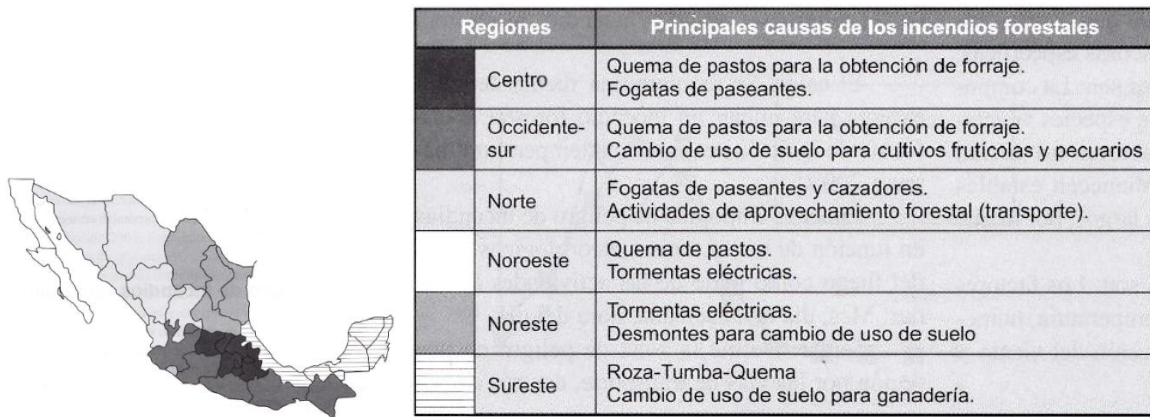 Regiones
Principales causas de los incendios forestales
Centro
Quema de pastos para la obtención de forraje.
Fogatas de paseantes.
Occidente-
sur
Quema de pastos para la obtención de forraje.
Cambio de uso de suelo para cultivos frutícolas y pecuarios
Norte
Fogatas de paseantes y cazadores.
Actividades de aprovechamiento forestal (transporte).
Noroeste
Quema de pastos.
Tormentas eléctricas.
Noreste
Tormentas eléctricas.
Desmontes para cambio de uso de suelo
Sureste
Roza-Tumba-Quema
Cambio de uso de suelo para ganadería.